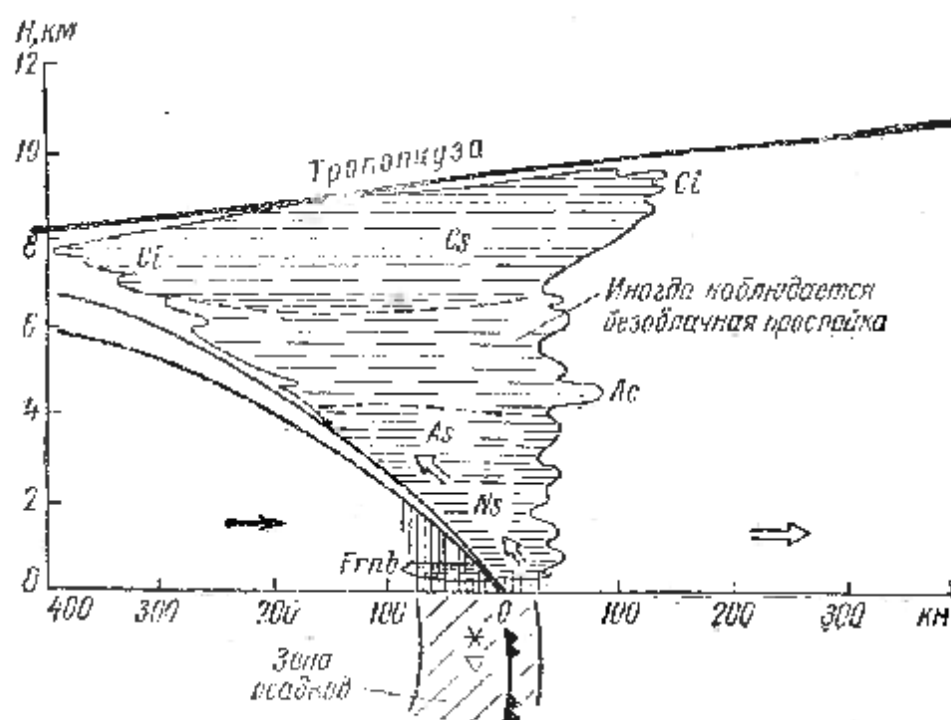 Н, км
12
10
8
6
4
2
0
Тропопауза
Ci
Cs
Ci
Иногда наблюдается
безоблачная прослойка
Ac
As
Ns
Frnb
400 300 200 100 0 100 200 300 км
Зона
осадков